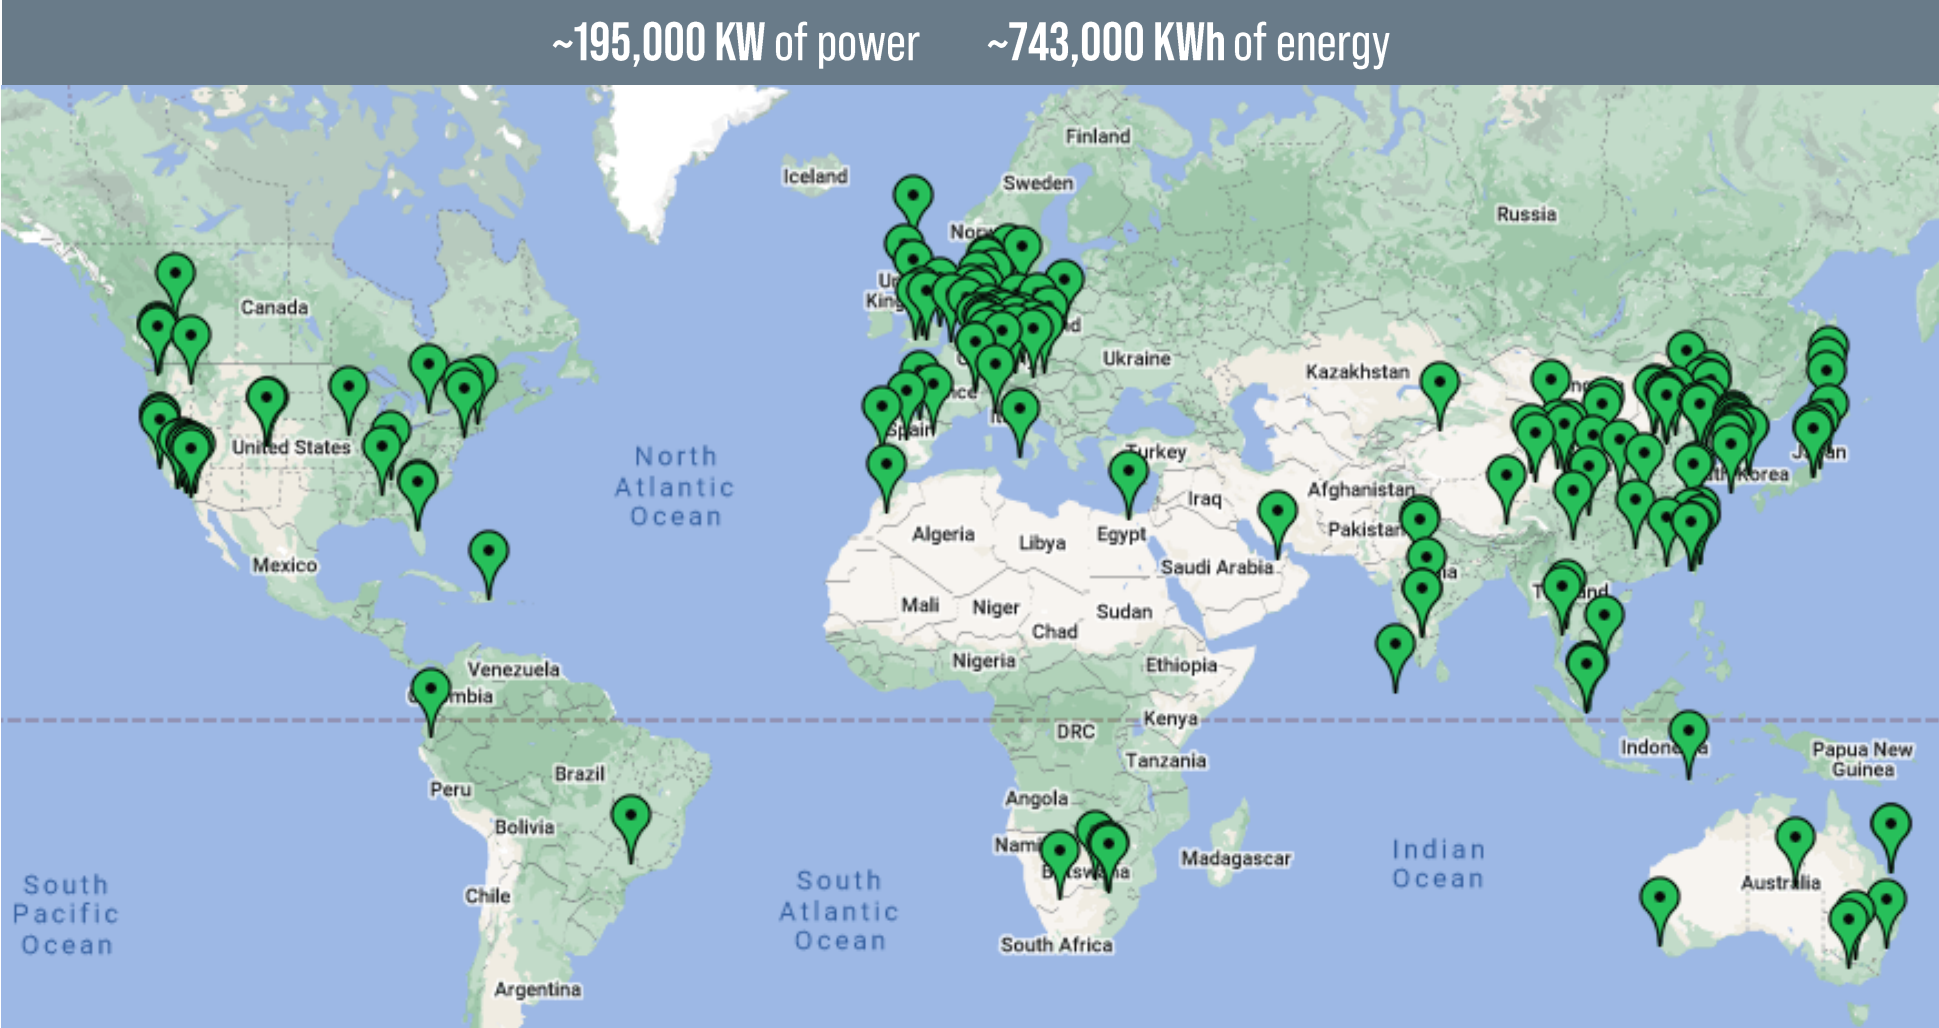 ~195,000 KW of power ~743,000 KWh of energy
Finland
Iceland
Sweden
Russia
Canada
Ukraine
Kazakhstan
United States
Spain
North
Atlantic
Ocean
Turkey
Afghanistan
Iraq
Pakistan
Algeria
Libya
Egypt
Mexico
Saudi Arabia
Mali
Niger
Sudan
Chad
Nigeria
Ethiopia
Venezuela
Kenya
DRC
Tanzania
Papua New
Guinea
Brazil
Peru
Angola
Bolivia
Madagascar
Indian
Ocean
Australia
South
Pacific
Ocean
South
Atlantic
Ocean
Chile
South Africa
Argentina